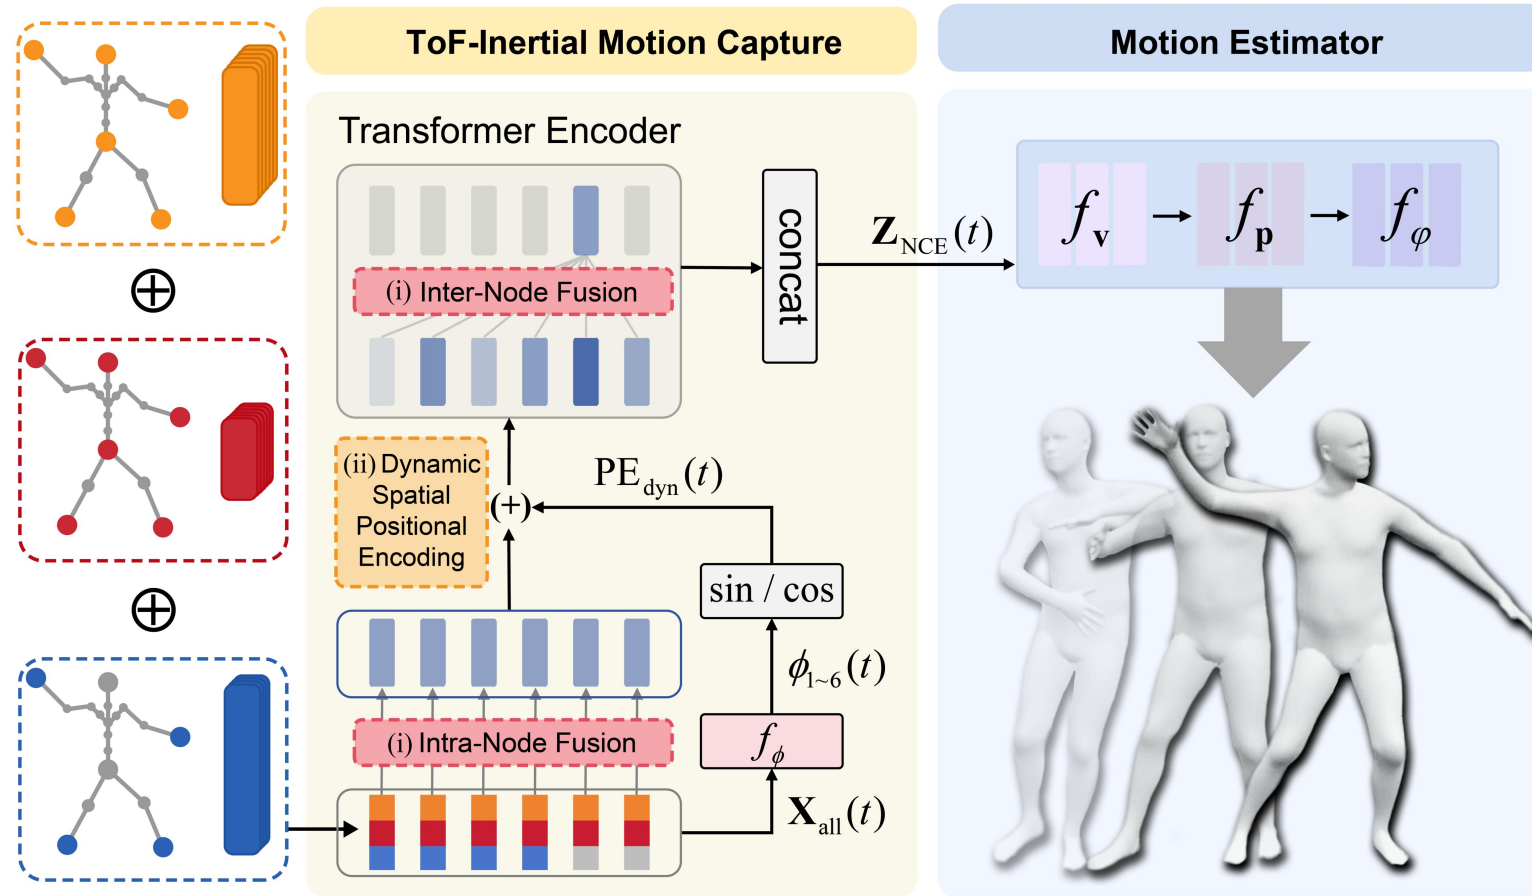 ToF-Inertial Motion Capture
Motion Estimator
Transformer Encoder
(i) Inter-Node Fusion
concat
Z_NCE(t)
f_v
f_p
f_φ
(ii) Dynamic
Spatial
Positional
Encoding
(+)
PE_dyn(t)
sin / cos
ϕ_1~6(t)
(i) Intra-Node Fusion
f_ϕ
X_all(t)